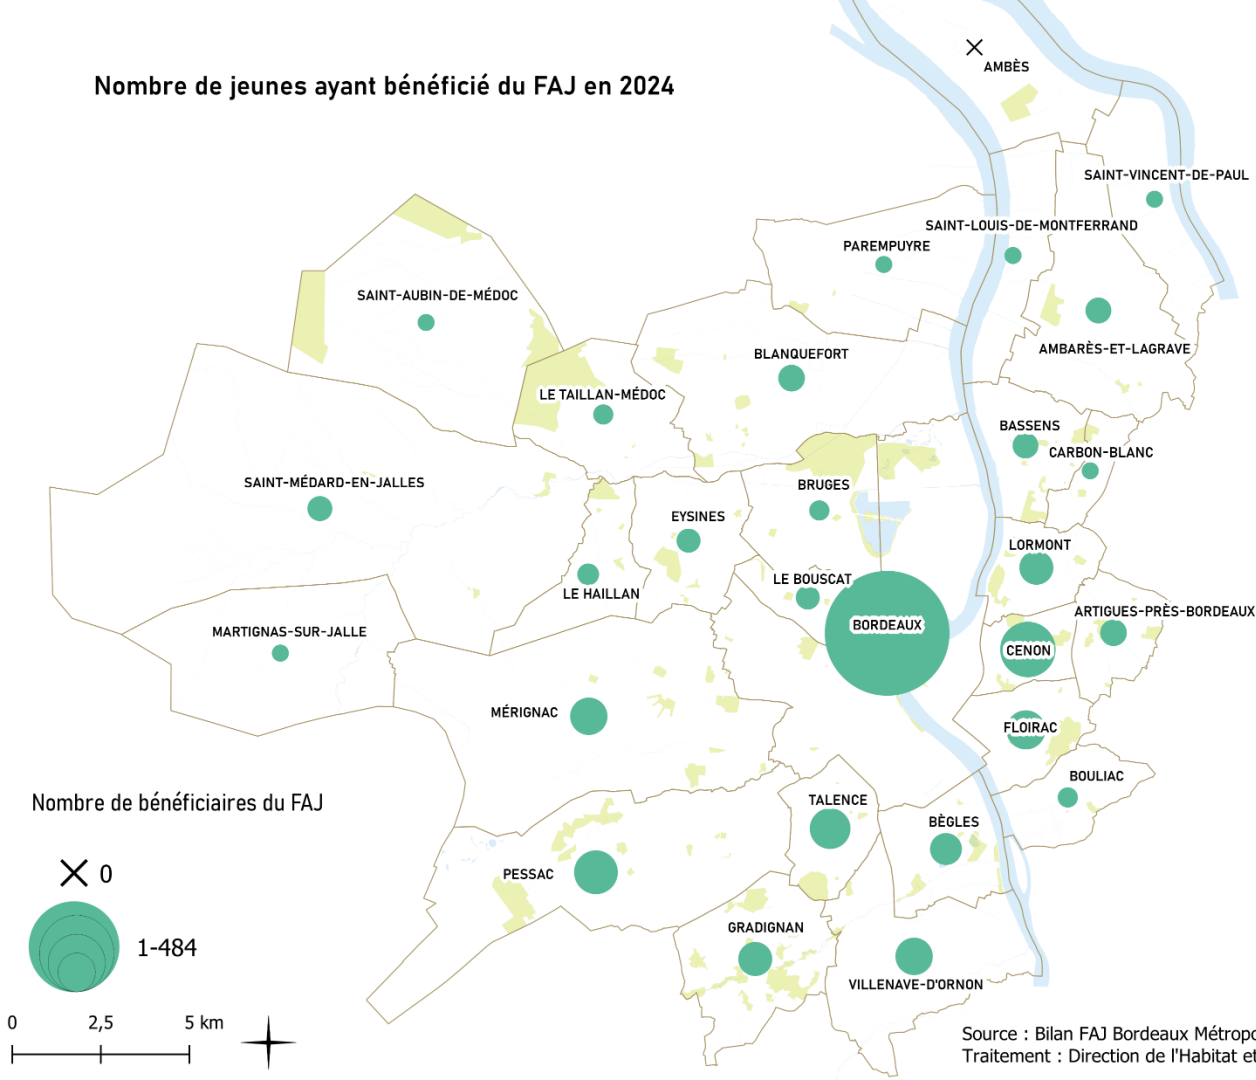 Nombre de jeunes ayant bénéficié du FAJ en 2024
AMBÈS
SAINT-VINCENT-DE-PAUL
SAINT-LOUIS-DE-MONTFERRAND
PAREMPUYRE
SAINT-AUBIN-DE-MÉDOC
AMBARÈS-ET-LAGRAVE
BLANQUEFORT
LE TAILLAN-MÉDOC
BASSENS
CARBON-BLANC
SAINT-MÉDARD-EN-JALLES
BRUGES
EYSINES
LORMONT
LE BOUSCAT
LE HAILLAN
ARTIGUES-PRÈS-BORDEAUX
BORDEAUX
MARTIGNAS-SUR-JALLE
CENON
MÉRIGNAC
FLOIRAC
BOULIAC
TALENCE
BÈGLES
PESSAC
GRADIGNAN
VILLENAVE-D'ORNON
Nombre de bénéficiaires du FAJ
0
1-484
0 2,5 5 km
Source : Bilan FAJ Bordeaux Métropo
Traitement : Direction de l'Habitat et